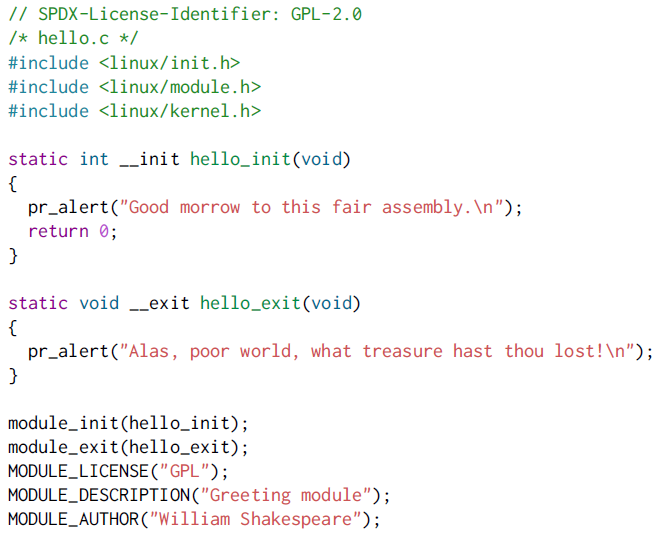 // SPDX-License-Identifier: GPL-2.0
/* hello.c */
#include <linux/init.h>
#include <linux/module.h>
#include <linux/kernel.h>

static int __init hello_init(void)
{
  pr_alert("Good morrow to this fair assembly.\n");
  return 0;
}

static void __exit hello_exit(void)
{
  pr_alert("Alas, poor world, what treasure hast thou lost!\n");
}

module_init(hello_init);
module_exit(hello_exit);
MODULE_LICENSE("GPL");
MODULE_DESCRIPTION("Greeting module");
MODULE_AUTHOR("William Shakespeare");